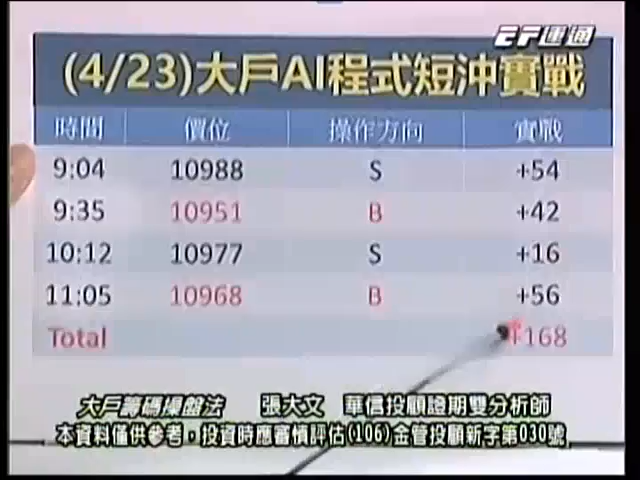 EF運通
(4/23)大戶AI程式短沖實戰
時間 價位 操作方向 實戰
9:04 10988 S +54
9:35 10951 B +42
10:12 10977 S +16
11:05 10968 B +56
Total +168
大戶籌碼操盤法 張大文 華信投顧證期雙分析師
本資料僅供參考,投資時應審慎評估(106)金管投顧新字第030號